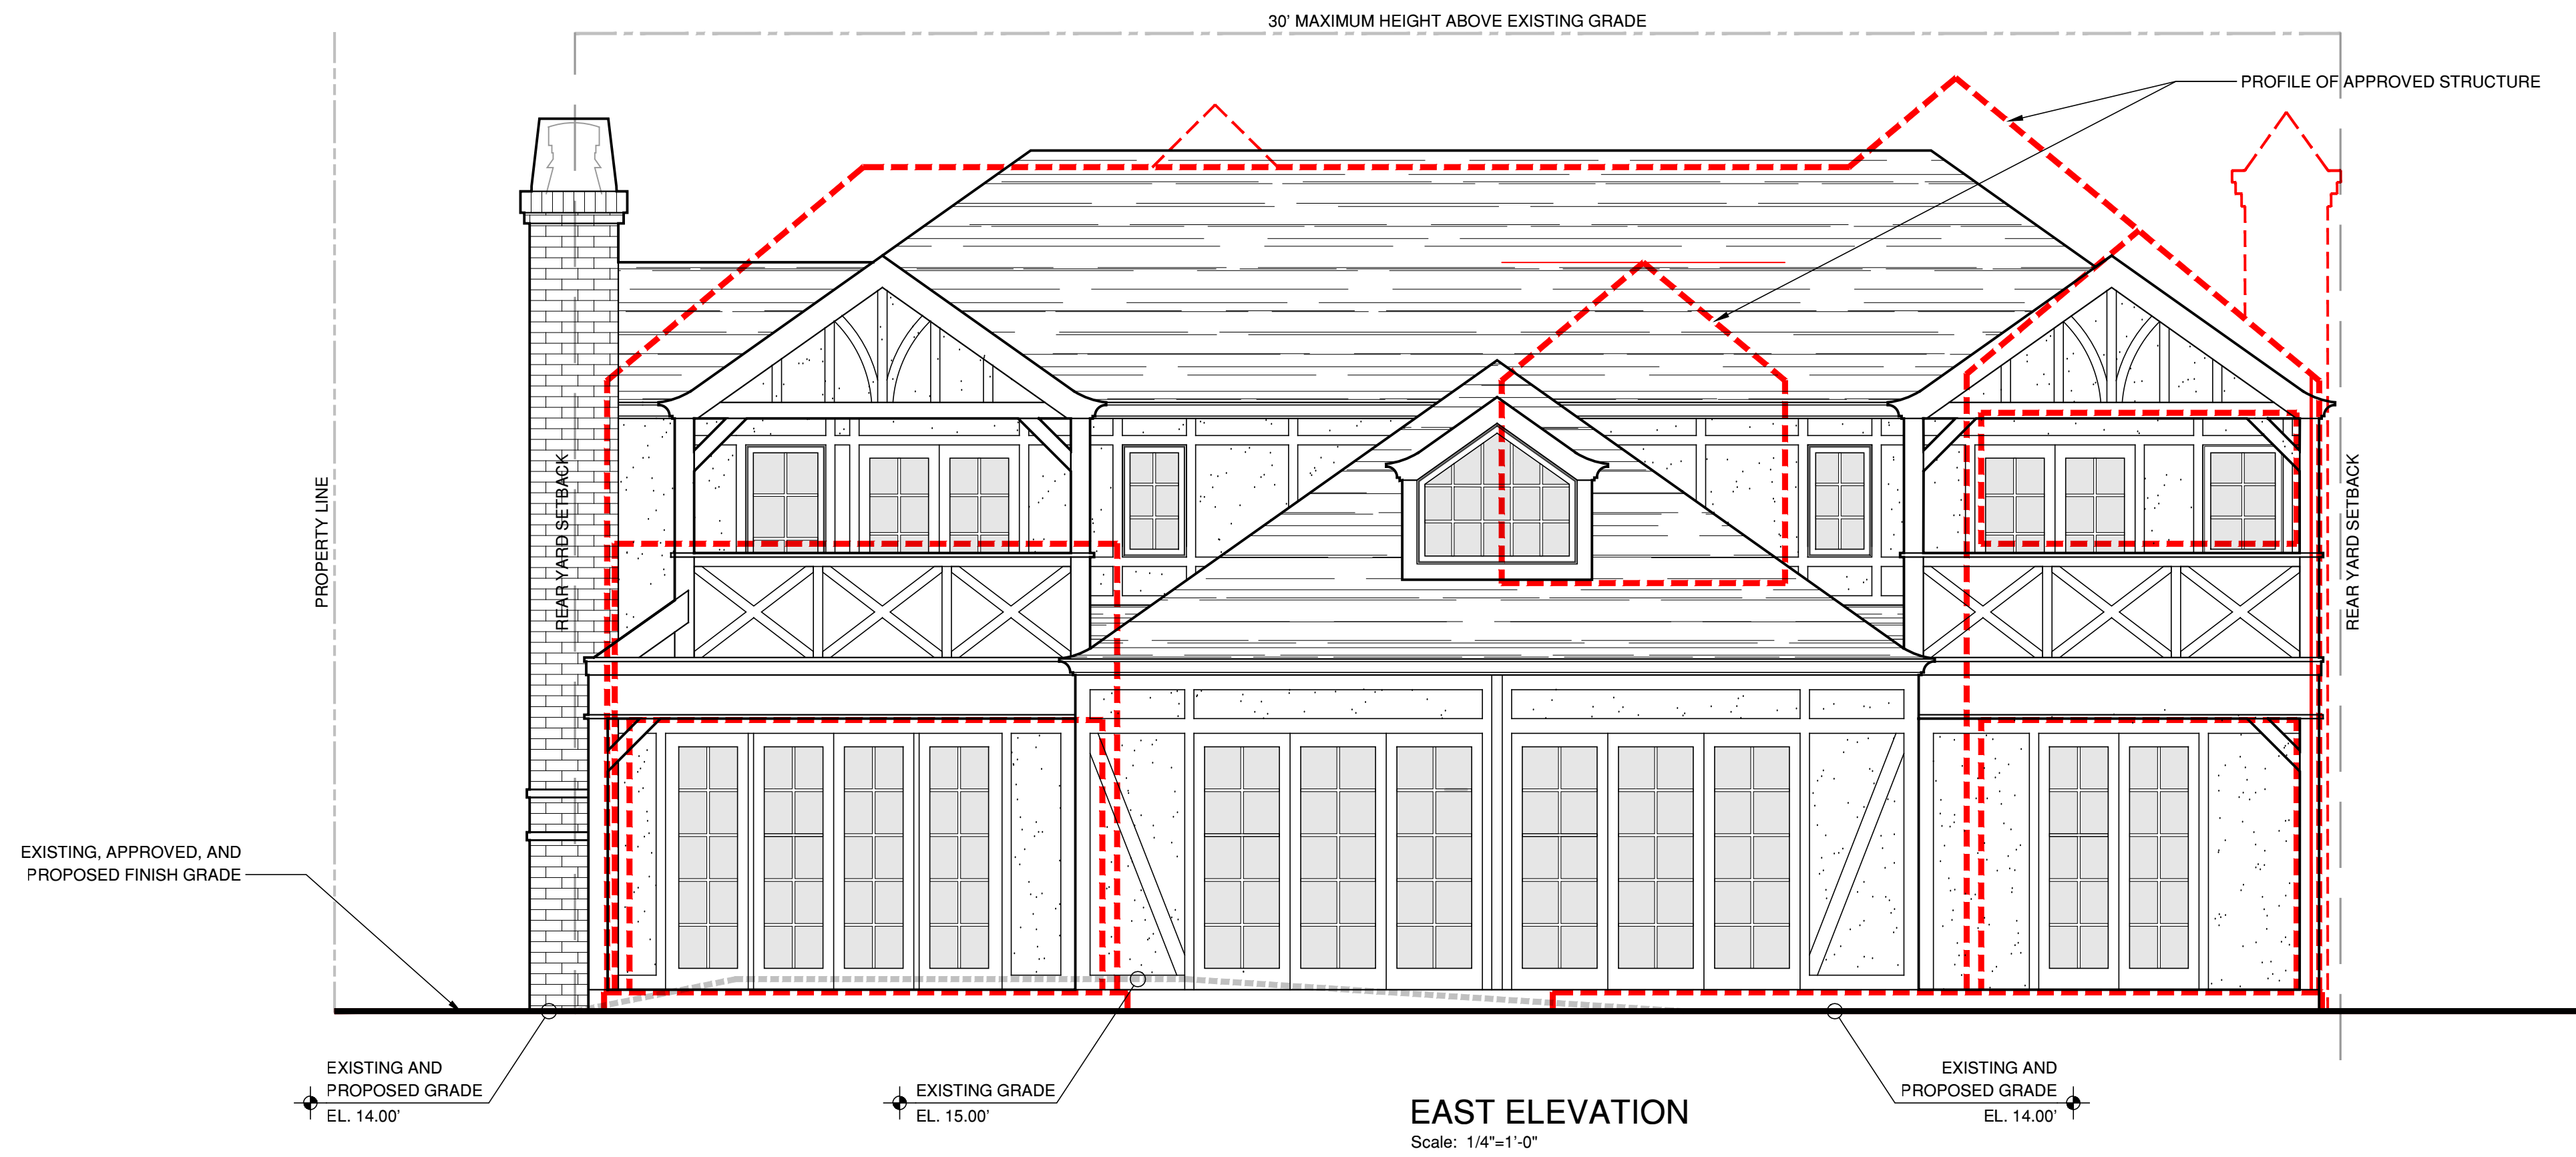 30' MAXIMUM HEIGHT ABOVE EXISTING GRADE
PROFILE OF APPROVED STRUCTURE
PROPERTY LINE
REAR YARD SETBACK
REAR YARD SETBACK
EXISTING, APPROVED, AND
PROPOSED FINISH GRADE
EXISTING AND
PROPOSED GRADE
EL. 14.00'
EXISTING GRADE
EL. 15.00'
EXISTING AND
PROPOSED GRADE
EL. 14.00'
EAST ELEVATION
Scale: 1/4"=1'-0"